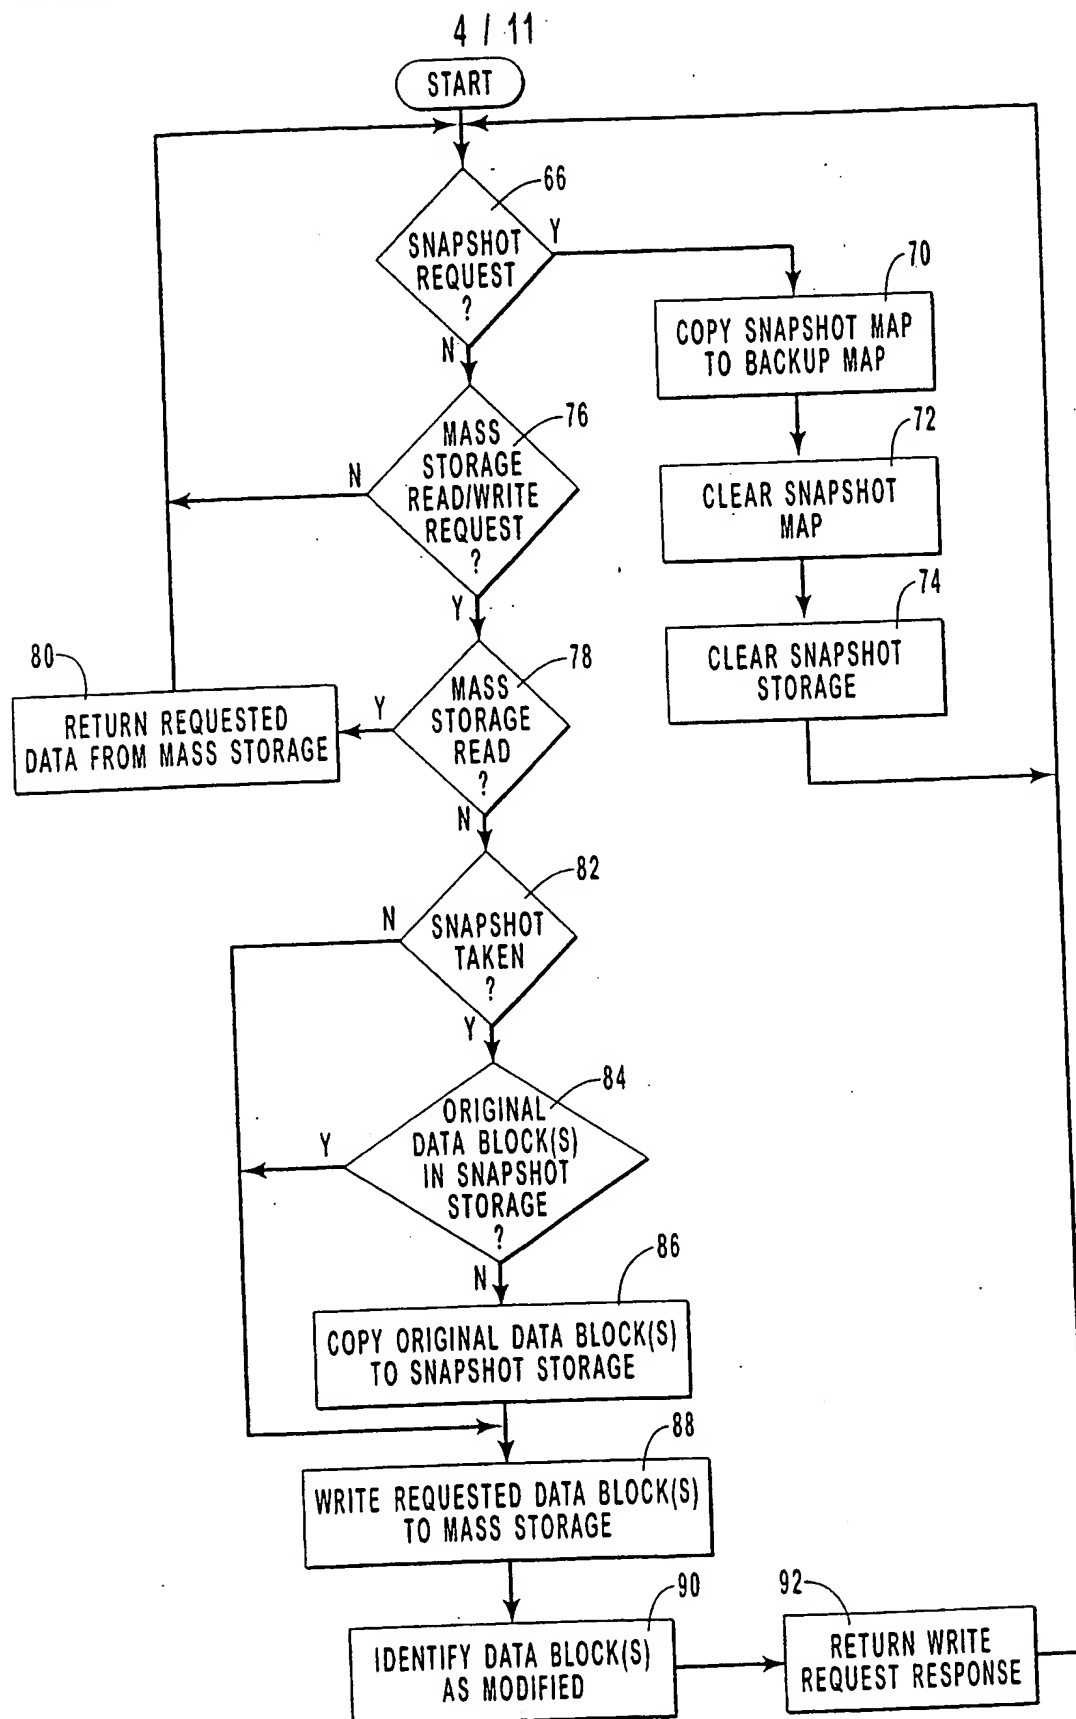 4 / 11
START
66
SNAPSHOT
REQUEST
?
Y
N
70
COPY SNAPSHOT MAP
TO BACKUP MAP
72
CLEAR SNAPSHOT
MAP
74
CLEAR SNAPSHOT
STORAGE
76
MASS
STORAGE
READ/WRITE
REQUEST
?
N
Y
78
MASS
STORAGE
READ
?
Y
N
80
RETURN REQUESTED
DATA FROM MASS STORAGE
82
SNAPSHOT
TAKEN
?
N
Y
84
ORIGINAL
DATA BLOCK(S)
IN SNAPSHOT
STORAGE
?
Y
N
86
COPY ORIGINAL DATA BLOCK(S)
TO SNAPSHOT STORAGE
88
WRITE REQUESTED DATA BLOCK(S)
TO MASS STORAGE
90
IDENTIFY DATA BLOCK(S)
AS MODIFIED
92
RETURN WRITE
REQUEST RESPONSE